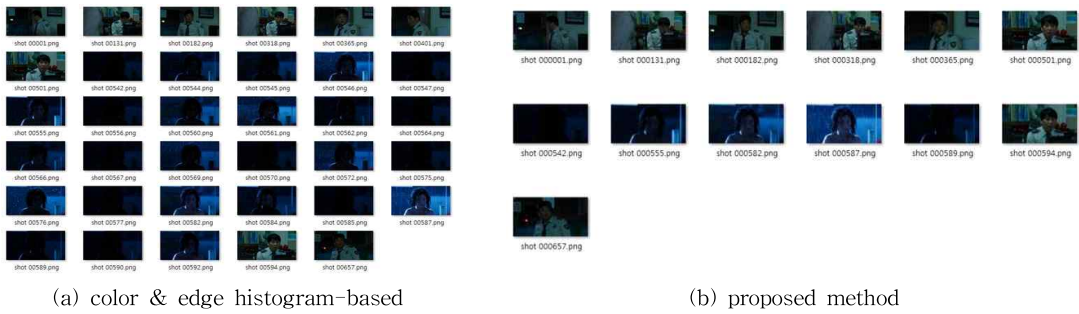 shot 00001.png shot 00131.png shot 00182.png shot 00318.png shot 00365.png shot 00401.png
shot 00501.png shot 00542.png shot 00544.png shot 00545.png shot 00546.png shot 00547.png
shot 00555.png shot 00556.png shot 00560.png shot 00561.png shot 00562.png shot 00564.png
shot 00566.png shot 00567.png shot 00569.png shot 00570.png shot 00572.png shot 00575.png
shot 00576.png shot 00577.png shot 00582.png shot 00584.png shot 00585.png shot 00587.png
shot 00589.png shot 00590.png shot 00592.png shot 00594.png shot 00657.png
(a) color & edge histogram-based
shot 000001.png shot 000131.png shot 000182.png shot 000318.png shot 000365.png shot 000501.png
shot 000542.png shot 000555.png shot 000582.png shot 000587.png shot 000589.png shot 000594.png
shot 000657.png
(b) proposed method